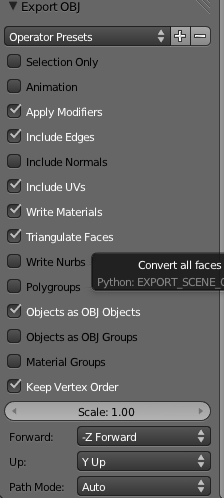 Export OBJ
Operator Presets
Selection Only
Animation
Apply Modifiers
Include Edges
Include Normals
Include UVs
Write Materials
Triangulate Faces
Write Nurbs
Convert all faces
Polygroups
Python: EXPORT_SCENE_
Objects as OBJ Objects
Objects as OBJ Groups
Material Groups
Keep Vertex Order
Scale: 1.00
Forward: -Z Forward
Up: Y Up
Path Mode: Auto